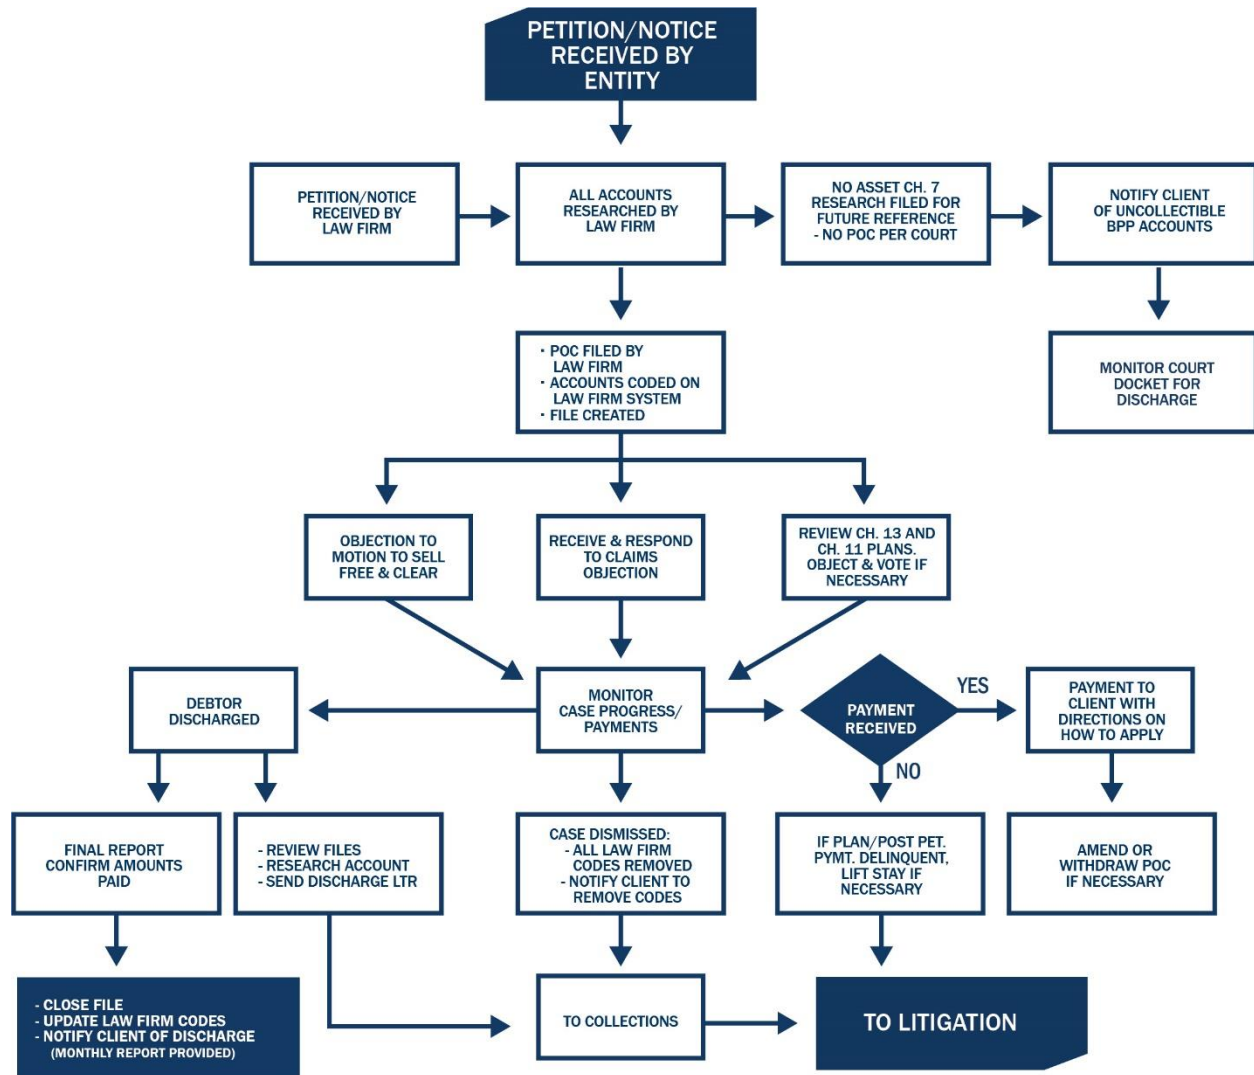 PETITION/NOTICE
RECEIVED BY
ENTITY
PETITION/NOTICE
RECEIVED BY
LAW FIRM
ALL ACCOUNTS
RESEARCHED BY
LAW FIRM
NO ASSET CH. 7
RESEARCH FILED FOR
FUTURE REFERENCE
- NO POC PER COURT
NOTIFY CLIENT
OF UNCOLLECTIBLE
BPP ACCOUNTS
· POC FILED BY
LAW FIRM
· ACCOUNTS CODED ON
LAW FIRM SYSTEM
· FILE CREATED
MONITOR COURT
DOCKET FOR
DISCHARGE
OBJECTION TO
MOTION TO SELL
FREE & CLEAR
RECEIVE & RESPOND
TO CLAIMS
OBJECTION
REVIEW CH. 13 AND
CH. 11 PLANS.
OBJECT & VOTE IF
NECESSARY
DEBTOR
DISCHARGED
MONITOR
CASE PROGRESS/
PAYMENTS
PAYMENT
RECEIVED
YES
NO
PAYMENT TO
CLIENT WITH
DIRECTIONS ON
HOW TO APPLY
FINAL REPORT
CONFIRM AMOUNTS
PAID
- REVIEW FILES
- RESEARCH ACCOUNT
- SEND DISCHARGE LTR
CASE DISMISSED:
- ALL LAW FIRM
CODES REMOVED
- NOTIFY CLIENT TO
REMOVE CODES
IF PLAN/POST PET.
PYMT. DELINQUENT,
LIFT STAY IF
NECESSARY
AMEND OR
WITHDRAW POC
IF NECESSARY
- CLOSE FILE
- UPDATE LAW FIRM CODES
- NOTIFY CLIENT OF DISCHARGE
(MONTHLY REPORT PROVIDED)
TO COLLECTIONS
TO LITIGATION